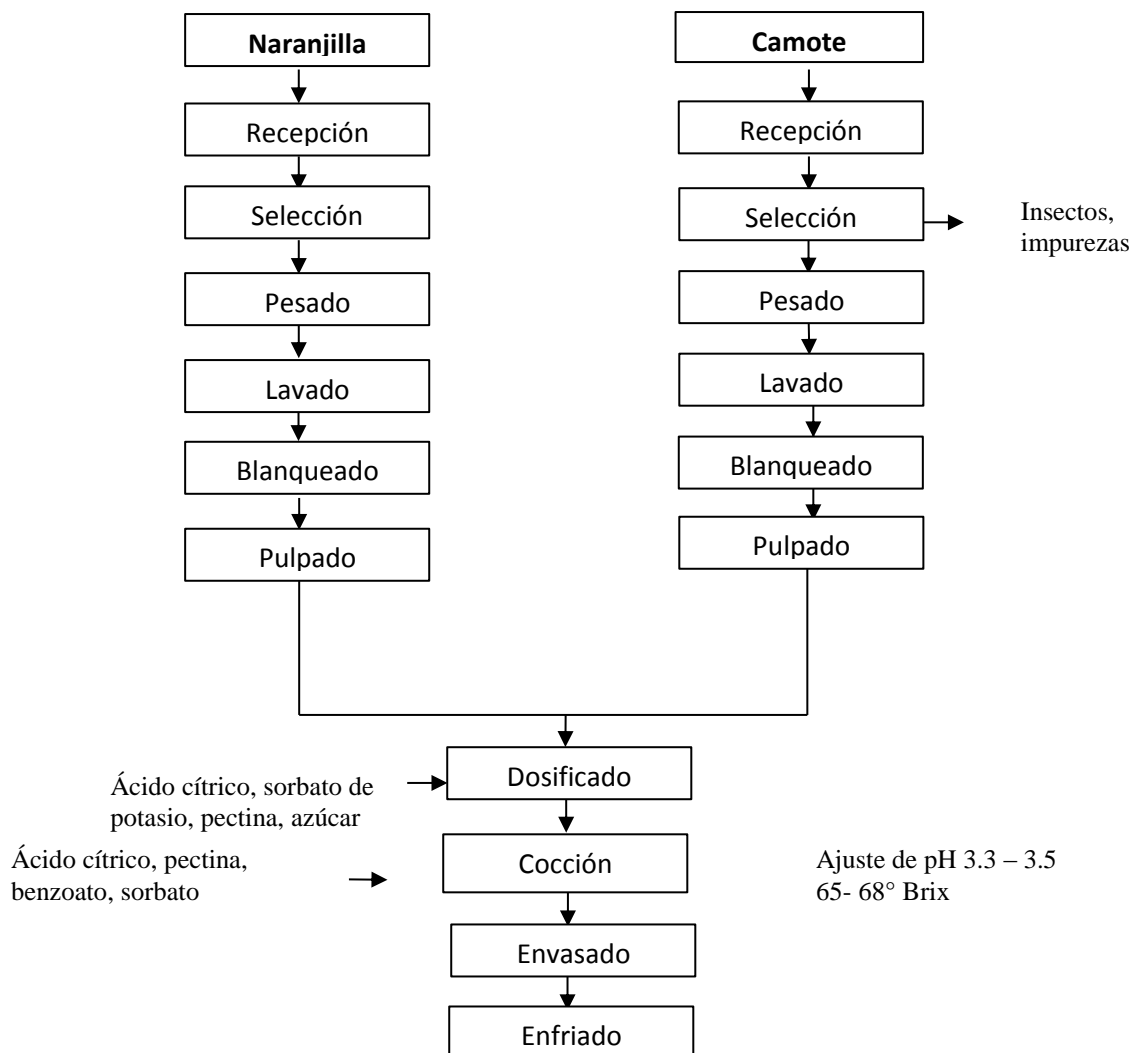 Naranjilla
Recepción
Selección
Pesado
Lavado
Blanqueado
Pulpado
Camote
Recepción
Selección
Insectos,
impurezas
Pesado
Lavado
Blanqueado
Pulpado
Dosificado
Ácido cítrico, sorbato de
potasio, pectina, azúcar
Cocción
Ácido cítrico, pectina,
benzoato, sorbato
Ajuste de pH 3.3 – 3.5
65- 68° Brix
Envasado
Enfriado